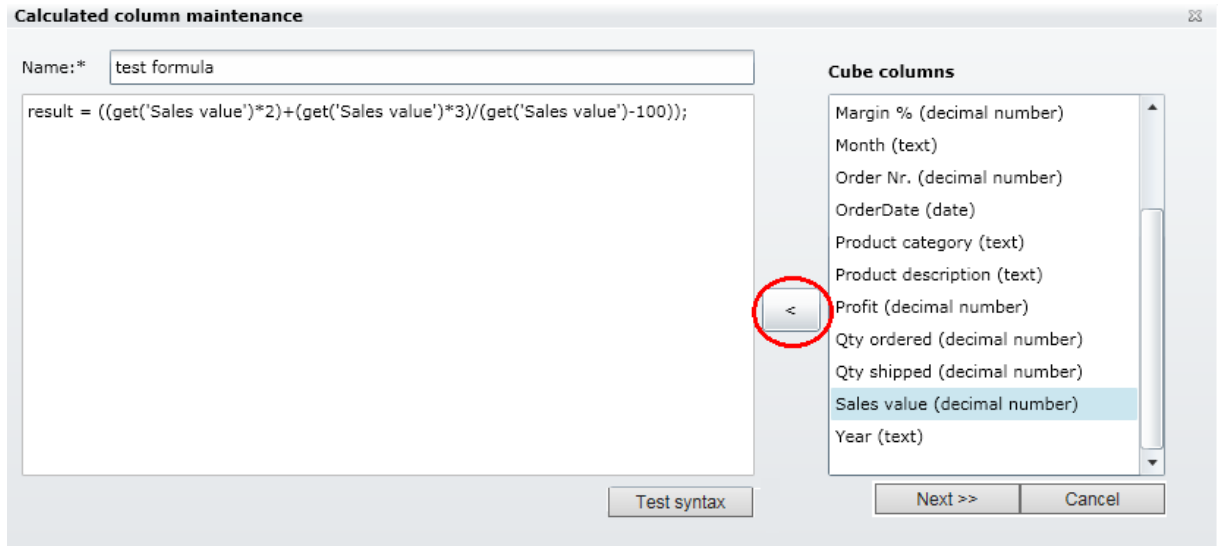 Calculated column maintenance
Name:* test formula
result = ((get('Sales value')*2)+(get('Sales value')*3)/(get('Sales value')-100));
Test syntax
<
Cube columns
Margin % (decimal number)
Month (text)
Order Nr. (decimal number)
OrderDate (date)
Product category (text)
Product description (text)
Profit (decimal number)
Qty ordered (decimal number)
Qty shipped (decimal number)
Sales value (decimal number)
Year (text)
Next >> Cancel